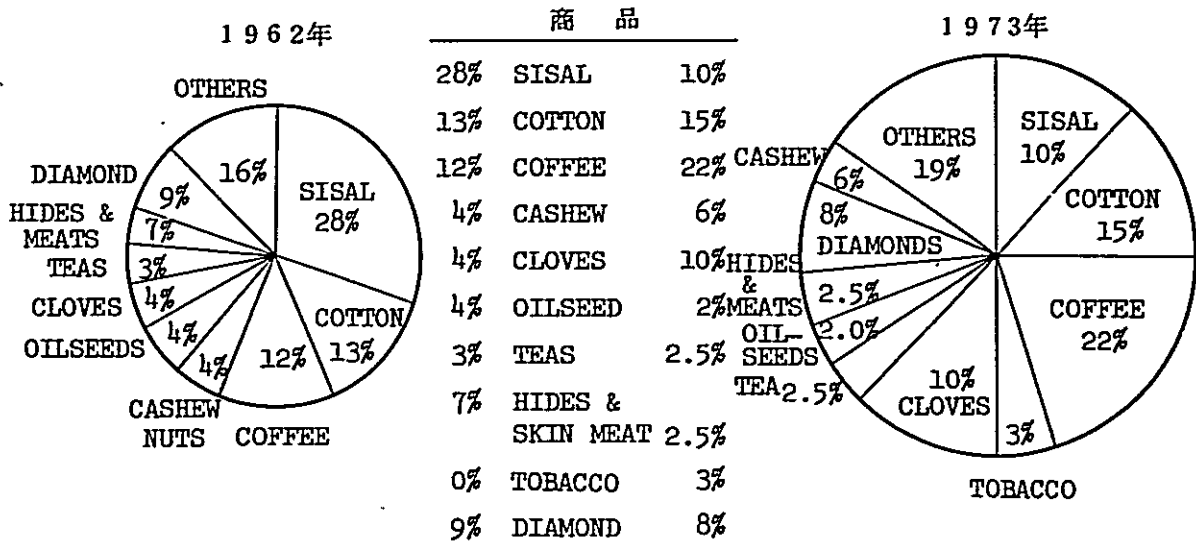 1962年
OTHERS
16%
DIAMOND
9%
HIDES &
MEATS
7%
TEAS
3%
CLOVES
4%
OILSEEDS
4%
CASHEW
NUTS
4%
COFFEE
12%
COTTON
13%
SISAL
28%
商 品
28% SISAL 10%
13% COTTON 15%
12% COFFEE 22%
4% CASHEW 6%
4% CLOVES 10%
4% OILSEED 2%
3% TEAS 2.5%
7% HIDES &
SKIN MEAT 2.5%
0% TOBACCO 3%
9% DIAMOND 8%
1973年
OTHERS
19%
SISAL
10%
COTTON
15%
COFFEE
22%
3%
TOBACCO
10%
CLOVES
TEA 2.5%
OIL-
SEEDS
2.0%
HIDES
&
MEATS
2.5%
8%
DIAMONDS
CASHEW
6%